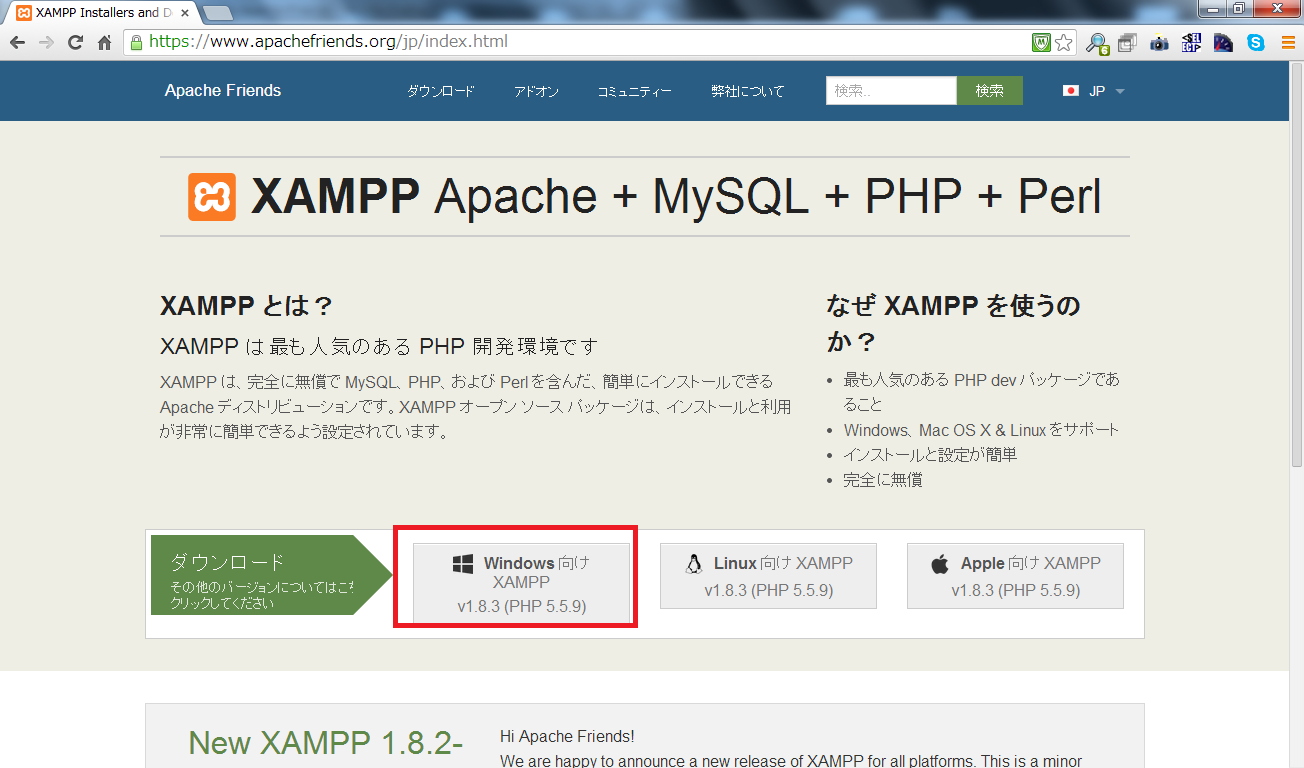 XAMPP Installers and D
https://www.apachefriends.org/jp/index.html
Apache Friends
ダウンロード
アドオン
コミュニティー
弊社について
検索..
検索
JP
XAMPP Apache + MySQL + PHP + Perl
XAMPP とは？
XAMPP は最も人気のある PHP 開発環境です
XAMPP は、完全に無償で MySQL、PHP、および Perl を含んだ、簡単にインストールできる
Apache ディストリビューションです。XAMPP オープン ソース パッケージは、インストールと利用
が非常に簡単できるよう設定されています。
なぜ XAMPP を使うの
か？
最も人気のある PHP dev パッケージであ
ること
Windows、Mac OS X & Linux をサポート
インストールと設定が簡単
完全に無償
ダウンロード
その他のバージョンについてはこち
クリックしてください
Windows 向け
XAMPP
v1.8.3 (PHP 5.5.9)
Linux 向け XAMPP
v1.8.3 (PHP 5.5.9)
Apple 向け XAMPP
v1.8.3 (PHP 5.5.9)
New XAMPP 1.8.2-
Hi Apache Friends!
We are happy to announce a new release of XAMPP for all platforms. This is a minor